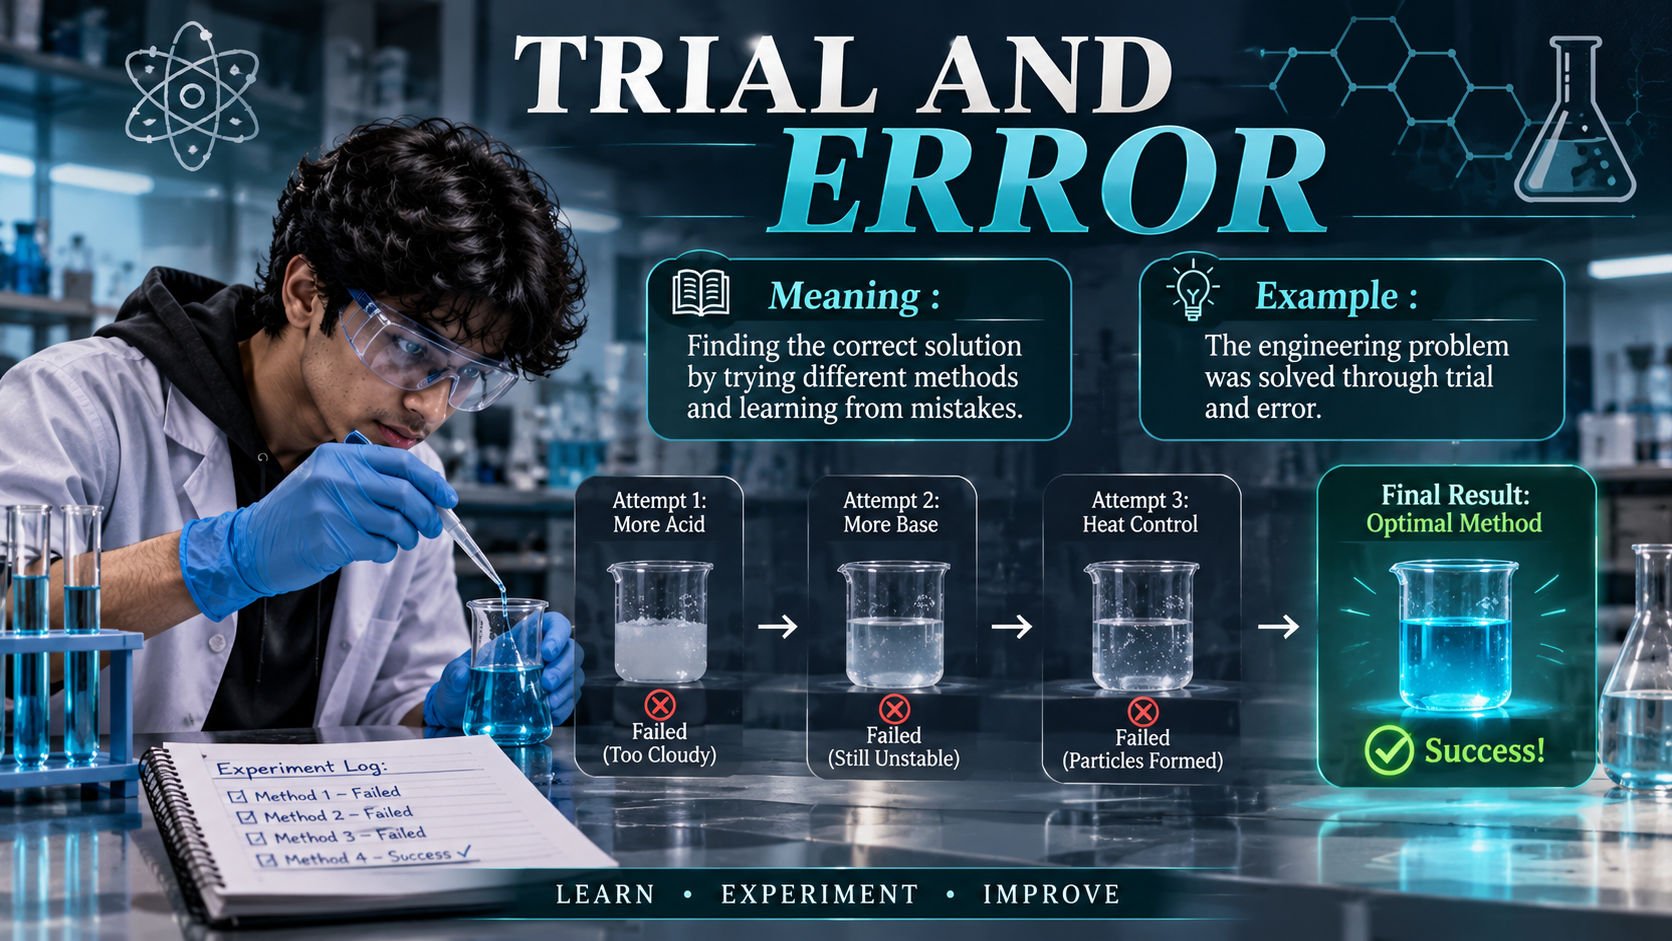 TRIAL AND
ERROR
Meaning :
Finding the correct solution
by trying different methods
and learning from mistakes.
Example :
The engineering problem
was solved through trial
and error.
Attempt 1:
More Acid
Failed
(Too Cloudy)
Attempt 2:
More Base
Failed
(Still Unstable)
Attempt 3:
Heat Control
Failed
(Particles Formed)
Final Result:
Optimal Method
Success!
Experiment Log:
Method 1 – Failed
Method 2 – Failed
Method 3 – Failed
Method 4 – Success ✓
LEARN • EXPERIMENT • IMPROVE